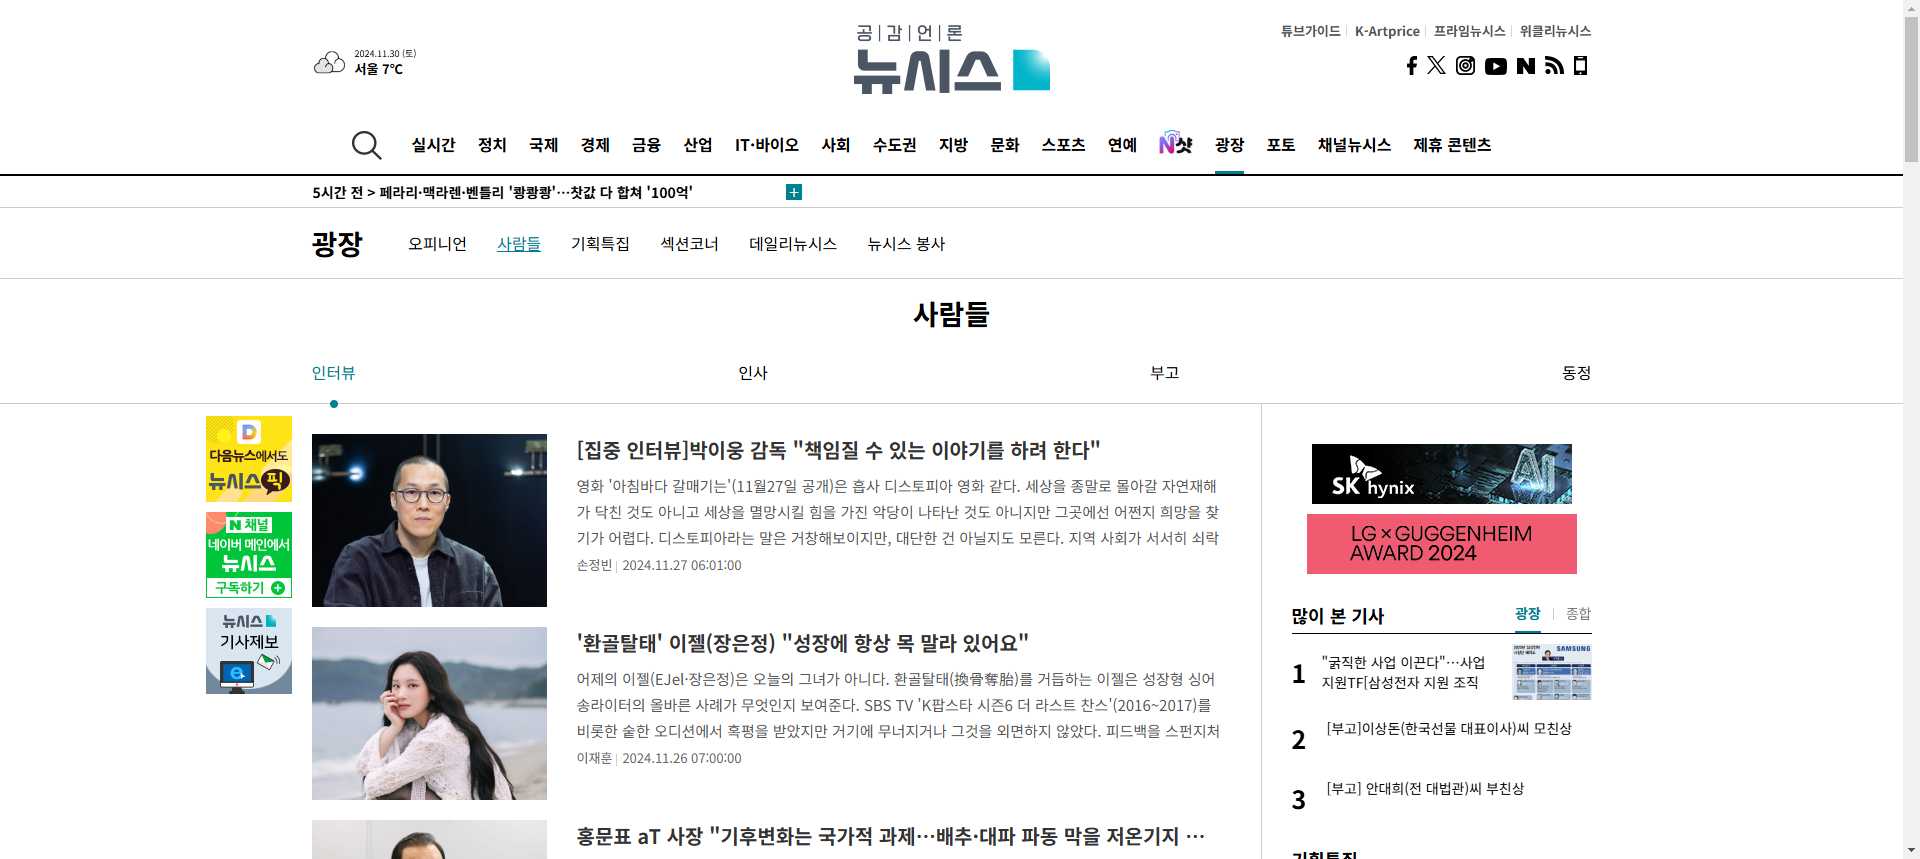 2024.11.30 (토)
서울 7℃
공|감|언|론
뉴시스
튜브가이드
K-Artprice
프라임뉴시스
위클리뉴시스
실시간 정치 국제 경제 금융 산업 IT·바이오 사회 수도권 지방 문화 스포츠 연예 N샷 광장 포토 채널뉴시스 제휴 콘텐츠
5시간 전 > 페라리·맥라렌·벤틀리 '쾅쾅쾅'…찻값 다 합쳐 '100억'
광장
오피니언 사람들 기획특집 섹션코너 데일리뉴시스 뉴시스 봉사
사람들
인터뷰 인사 부고 동정
다음뉴스에서도
뉴시스픽
N 채널
네이버 메인에서
뉴시스
구독하기
뉴시스
기사제보
[집중 인터뷰]박이웅 감독 "책임질 수 있는 이야기를 하려 한다"
영화 '아침바다 갈매기는'(11월27일 공개)은 흡사 디스토피아 영화 같다. 세상을 종말로 몰아갈 자연재해
가 닥친 것도 아니고 세상을 멸망시킬 힘을 가진 악당이 나타난 것도 아니지만 그곳에선 어쩐지 희망을 찾
기가 어렵다. 디스토피아라는 말은 거창해보이지만, 대단한 건 아닐지도 모른다. 지역 사회가 서서히 쇠락
손정빈 2024.11.27 06:01:00
'환골탈태' 이젤(장은정) "성장에 항상 목 말라 있어요"
어제의 이젤(EJel·장은정)은 오늘의 그녀가 아니다. 환골탈태(換骨奪胎)를 거듭하는 이젤은 성장형 싱어
송라이터의 올바른 사례가 무엇인지 보여준다. SBS TV 'K팝스타 시즌6 더 라스트 찬스'(2016~2017)를
비롯한 숱한 오디션에서 혹평을 받았지만 거기에 무너지거나 그것을 외면하지 않았다. 피드백을 스펀지처
이재훈 2024.11.26 07:00:00
홍문표 aT 사장 "기후변화는 국가적 과제…배추·대파 파동 막을 저온기지 …
SK hynix
AI
LG×GUGGENHEIM
AWARD 2024
많이 본 기사
광장 종합
1
"굵직한 사업 이끈다"…사업
지원TF[삼성전자 지원 조직
SAMSUNG
2
[부고]이상돈(한국선물 대표이사)씨 모친상
3
[부고] 안대희(전 대법관)씨 부친상
기획특집